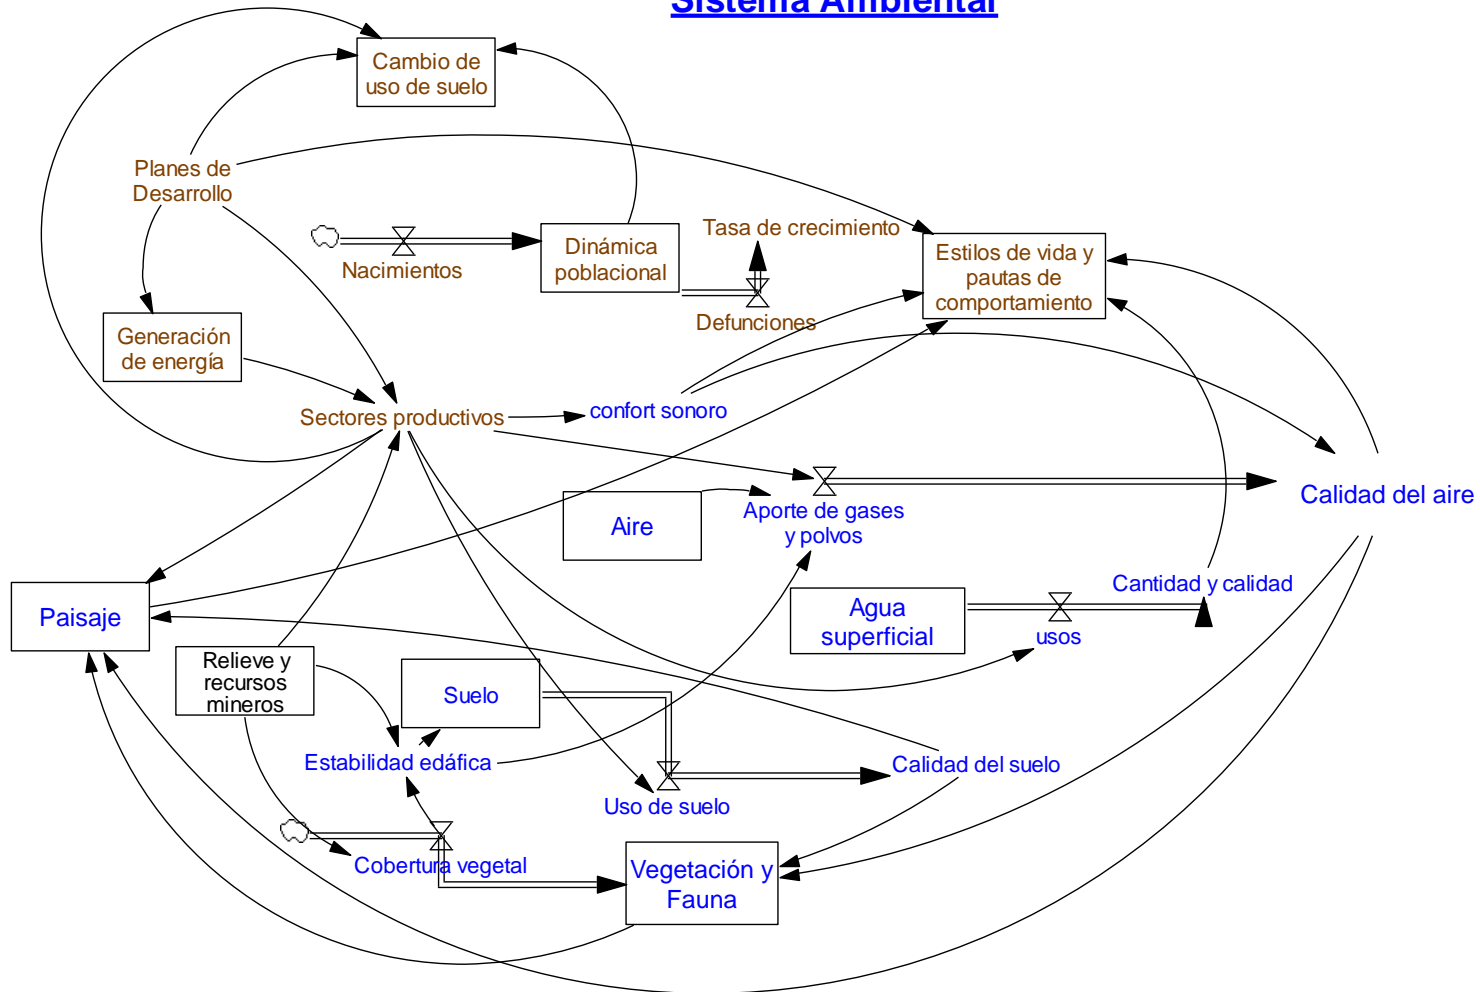 Sistema Ambiental
Cambio de
uso de suelo
Planes de
Desarrollo
Nacimientos
Dinámica
poblacional
Tasa de crecimiento
Defunciones
Estilos de vida y
pautas de
comportamiento
Generación
de energía
Sectores productivos
confort sonoro
Aire
Aporte de gases
y polvos
Calidad del aire
Paisaje
Agua
superficial
usos
Cantidad y calidad
Relieve y
recursos
mineros
Suelo
Estabilidad edáfica
Uso de suelo
Calidad del suelo
Cobertura vegetal
Vegetación y
Fauna